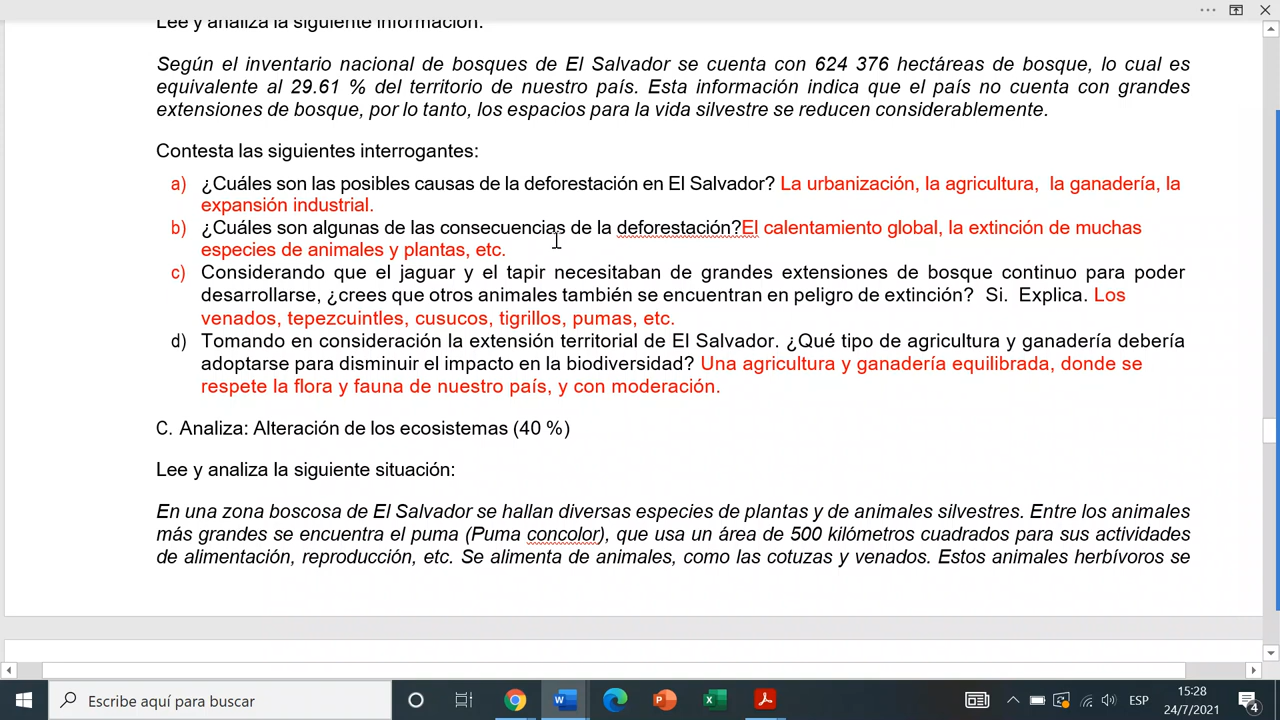 Lee y analiza la siguiente información:
Según el inventario nacional de bosques de El Salvador se cuenta con 624 376 hectáreas de bosque, lo cual es
equivalente al 29.61 % del territorio de nuestro país. Esta información indica que el país no cuenta con grandes
extensiones de bosque, por lo tanto, los espacios para la vida silvestre se reducen considerablemente.
Contesta las siguientes interrogantes:
a) ¿Cuáles son las posibles causas de la deforestación en El Salvador? La urbanización, la agricultura, la ganadería, la
expansión industrial.
b) ¿Cuáles son algunas de las consecuencias de la deforestación?El calentamiento global, la extinción de muchas
especies de animales y plantas, etc.
c) Considerando que el jaguar y el tapir necesitaban de grandes extensiones de bosque continuo para poder
desarrollarse, ¿crees que otros animales también se encuentran en peligro de extinción? Si. Explica. Los
venados, tepezcuintles, cusucos, tigrillos, pumas, etc.
d) Tomando en consideración la extensión territorial de El Salvador. ¿Qué tipo de agricultura y ganadería debería
adoptarse para disminuir el impacto en la biodiversidad? Una agricultura y ganadería equilibrada, donde se
respete la flora y fauna de nuestro país, y con moderación.
C. Analiza: Alteración de los ecosistemas (40 %)
Lee y analiza la siguiente situación:
En una zona boscosa de El Salvador se hallan diversas especies de plantas y de animales silvestres. Entre los animales
más grandes se encuentra el puma (Puma concolor), que usa un área de 500 kilómetros cuadrados para sus actividades
de alimentación, reproducción, etc. Se alimenta de animales, como las cotuzas y venados. Estos animales herbívoros se
Escribe aquí para buscar
ESP
15:28
24/7/2021
4